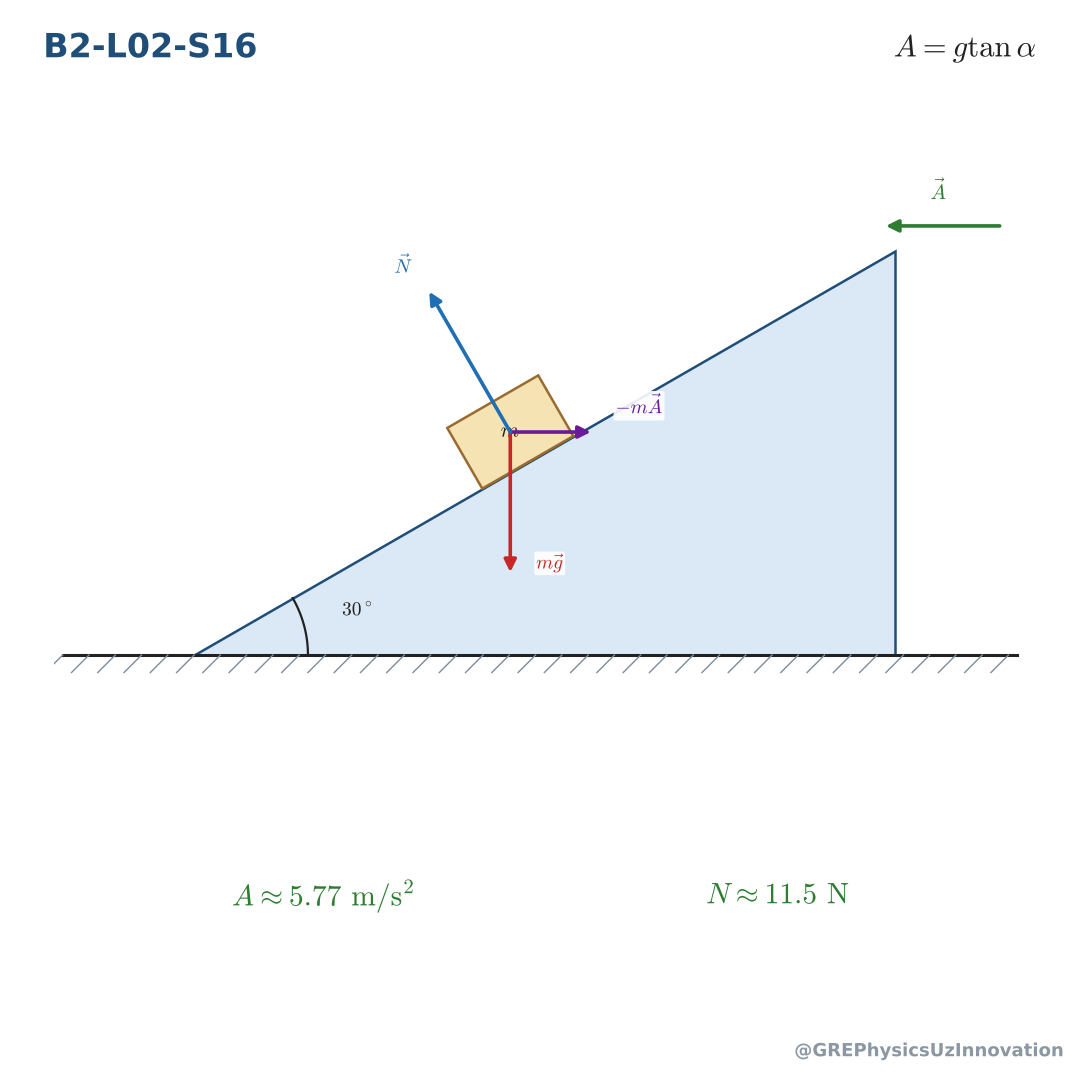 B2-L02-S16
A = g tan α
A⃗
N⃗
−mA⃗
m
mg⃗
30°
A ≈ 5.77 m/s²
N ≈ 11.5 N
@GREPhysicsUzInnovation